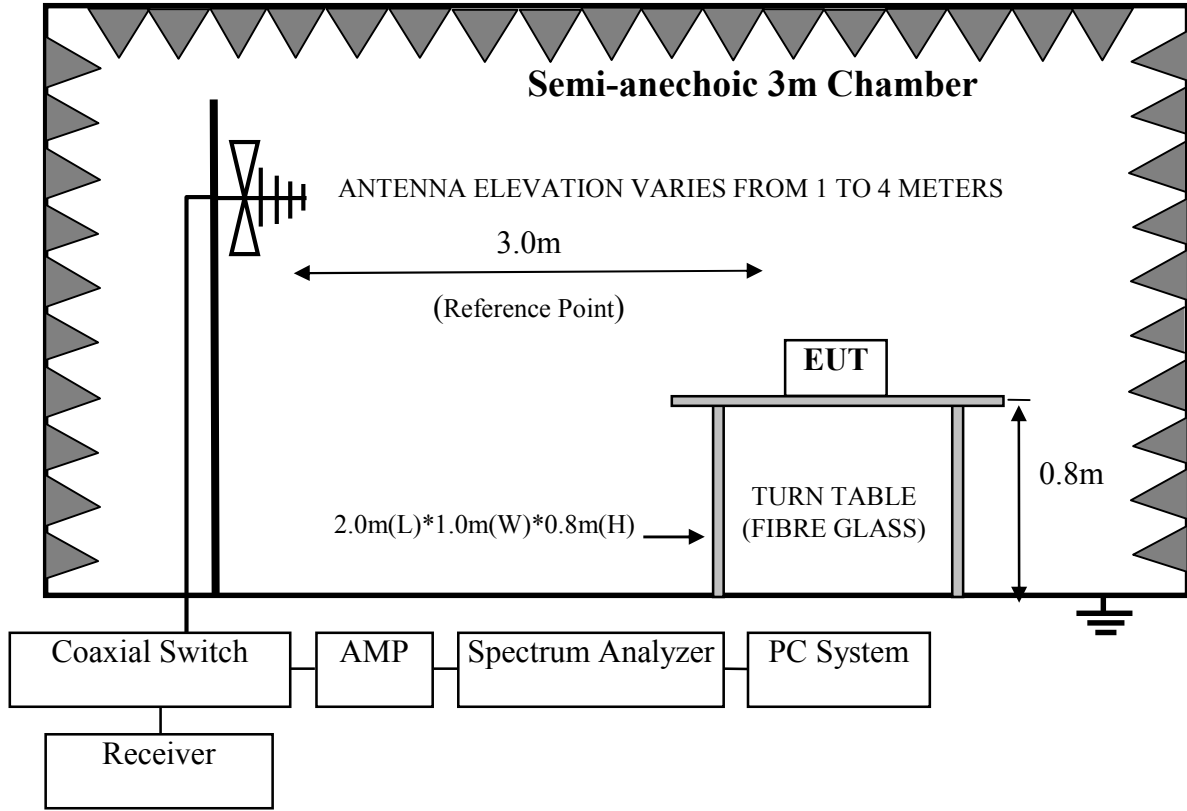 Semi-anechoic 3m Chamber
ANTENNA ELEVATION VARIES FROM 1 TO 4 METERS
3.0m
(Reference Point)
EUT
0.8m
TURN TABLE
(FIBRE GLASS)
2.0m(L)*1.0m(W)*0.8m(H)
Coaxial Switch
AMP
Spectrum Analyzer
PC System
Receiver